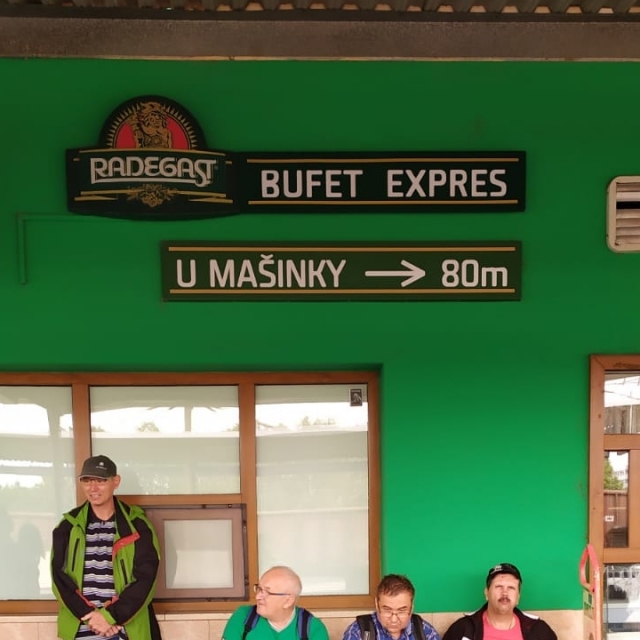 RADEGAST
BUFET EXPRES
U MAŠINKY → 80m